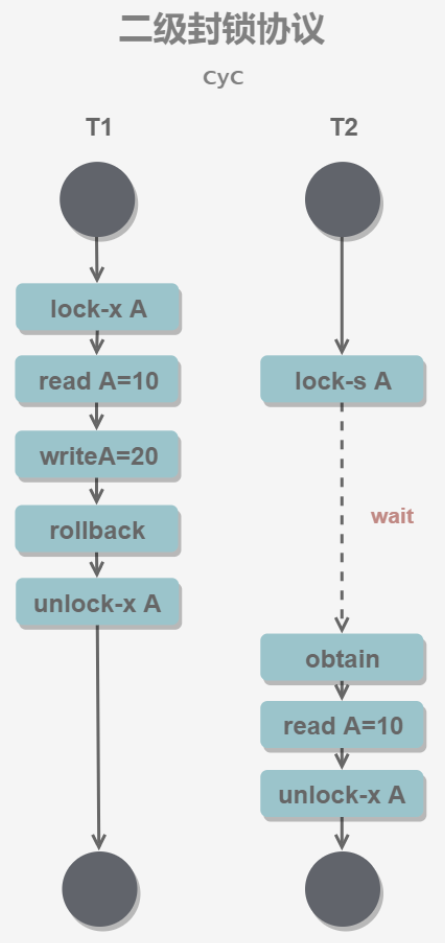 二级封锁协议
CyC
T1
T2
lock-x A
read A=10
lock-s A
writeA=20
wait
rollback
unlock-x A
obtain
read A=10
unlock-x A